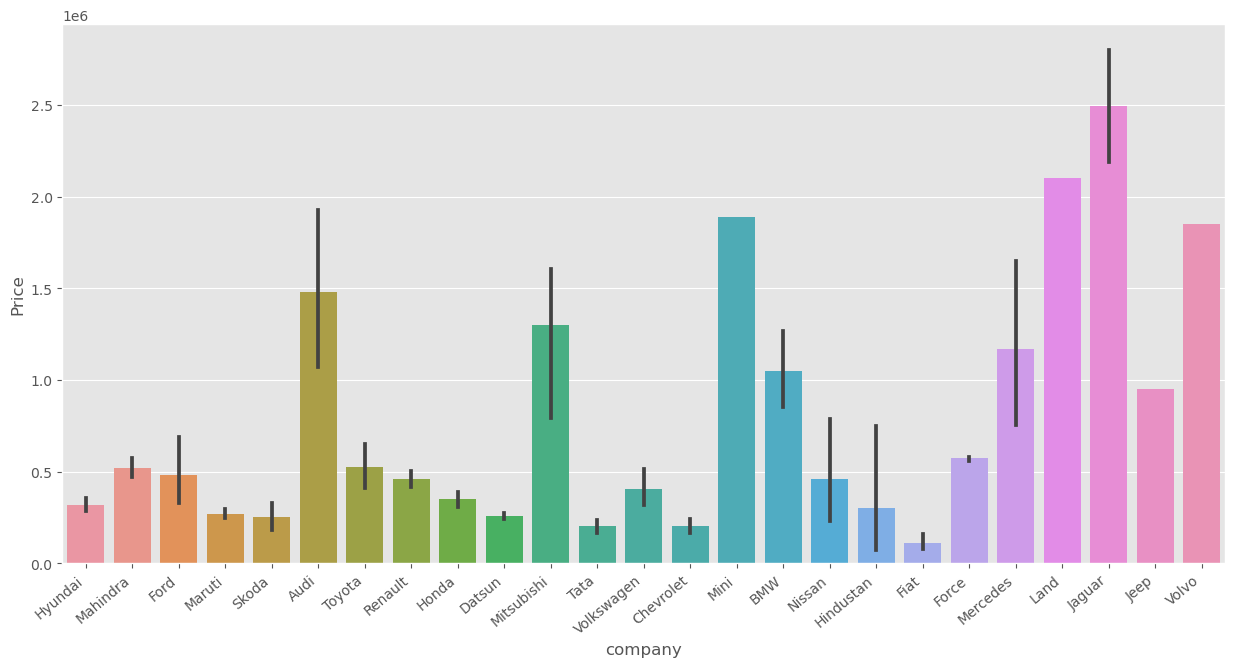 1e6
2.5
2.0
1.5
1.0
0.5
0.0
Price
Hyundai
Mahindra
Ford
Maruti
Skoda
Audi
Toyota
Renault
Honda
Datsun
Mitsubishi
Tata
Volkswagen
Chevrolet
Mini
BMW
Nissan
Hindustan
Fiat
Force
Mercedes
Land
Jaguar
Jeep
Volvo
company